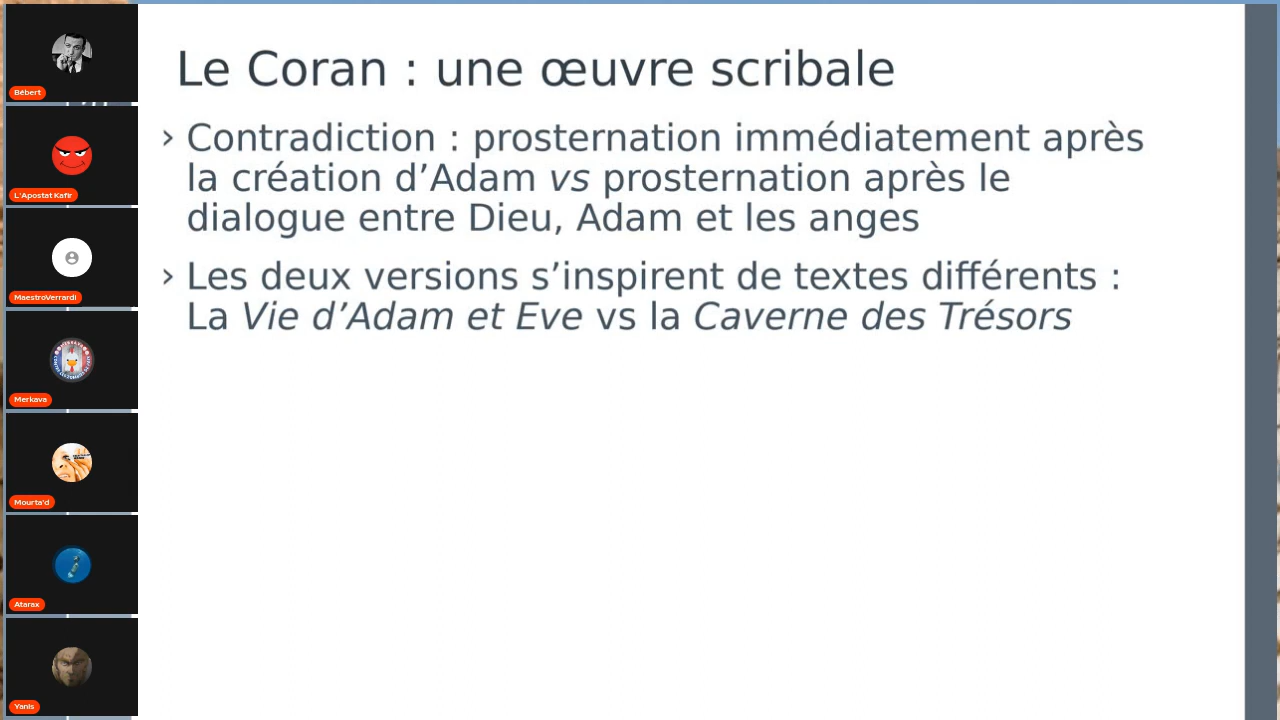 Le Coran : une œuvre scribale
› Contradiction : prosternation immédiatement après
la création d’Adam vs prosternation après le
dialogue entre Dieu, Adam et les anges
› Les deux versions s’inspirent de textes différents :
La Vie d’Adam et Eve vs la Caverne des Trésors
Bébert
L'Apostat Kafir
MaestroVerrardi
Merkava
Mourta'd
Atarax
Yanis